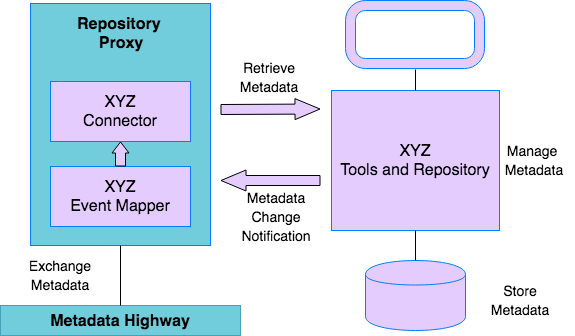 Repository
Proxy
XYZ
Connector
XYZ
Event Mapper
Retrieve
Metadata
Metadata
Change
Notification
XYZ
Tools and Repository
Manage
Metadata
Exchange
Metadata
Store
Metadata
Metadata Highway